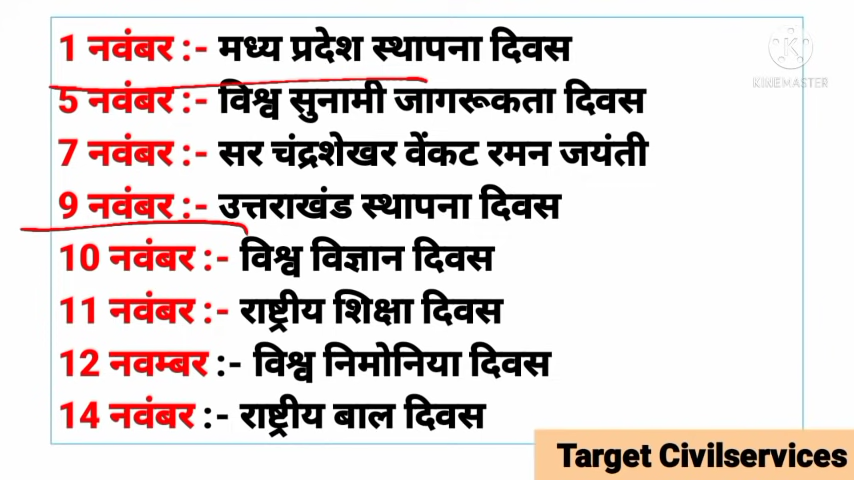 1 नवंबर :- मध्य प्रदेश स्थापना दिवस
5 नवंबर :- विश्व सुनामी जागरूकता दिवस
7 नवंबर :- सर चंद्रशेखर वेंकट रमन जयंती
9 नवंबर :- उत्तराखंड स्थापना दिवस
10 नवंबर :- विश्व विज्ञान दिवस
11 नवंबर :- राष्ट्रीय शिक्षा दिवस
12 नवम्बर :- विश्व निमोनिया दिवस
14 नवंबर :- राष्ट्रीय बाल दिवस
KINEMASTER
Target Civilservices